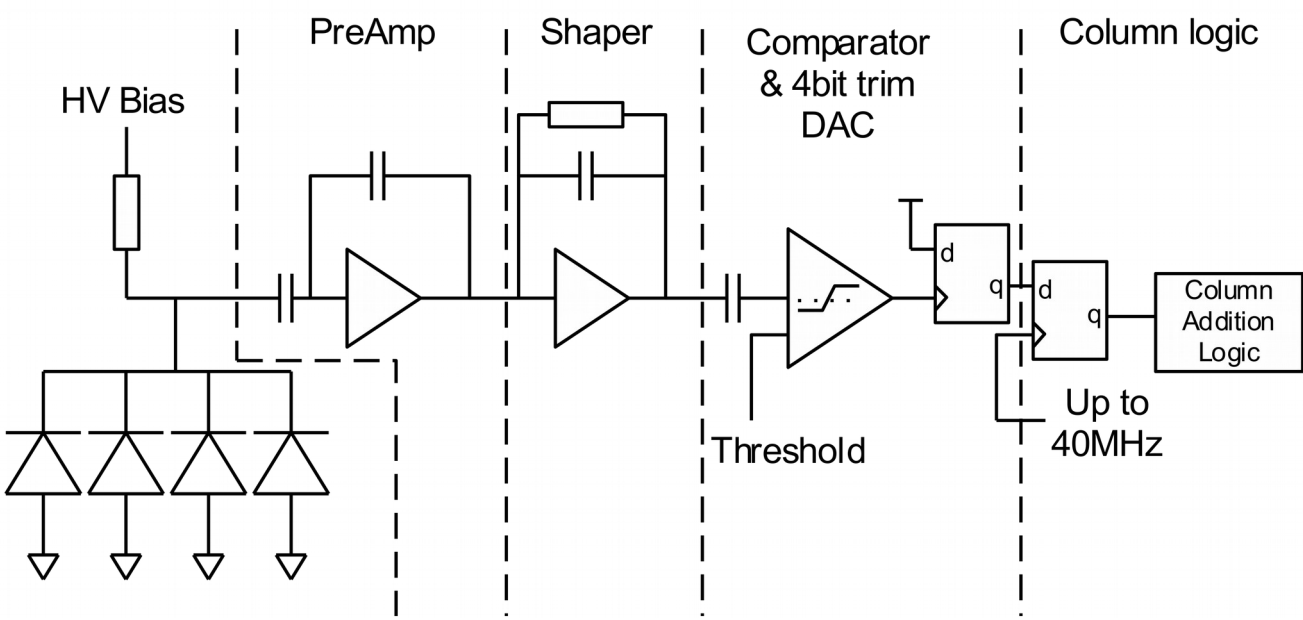 PreAmp
Shaper
Comparator
& 4bit trim
DAC
Column logic
HV Bias
d
q
d
q
Column
Addition
Logic
Threshold
Up to
40MHz